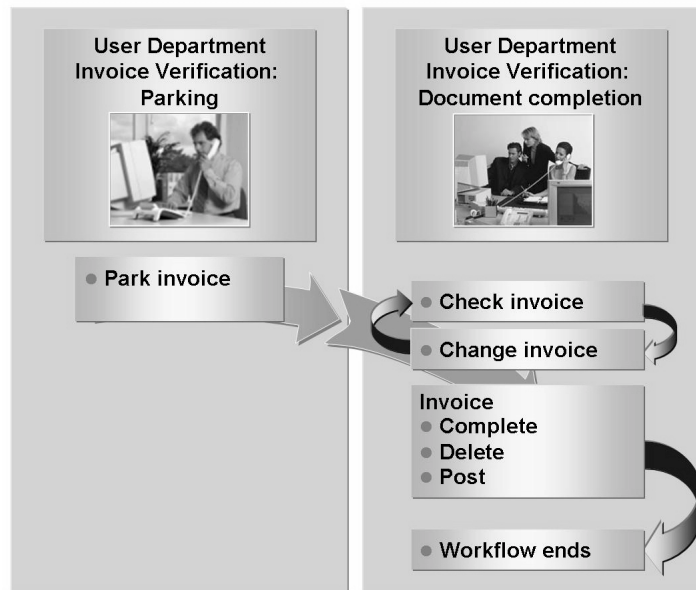 User Department
Invoice Verification:
Parking
Park invoice
User Department
Invoice Verification:
Document completion
Check invoice
Change invoice
Invoice
Complete
Delete
Post
Workflow ends